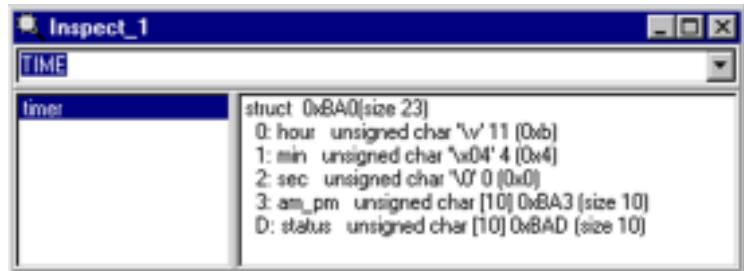 Inspect_1
TIME
timer
struct 0xBA0(size 23)
0: hour unsigned char '\v' 11 (0xb)
1: min unsigned char '\x04' 4 (0x4)
2: sec unsigned char '\0' 0 (0x0)
3: am_pm unsigned char [10] 0xBA3 (size 10)
D: status unsigned char [10] 0xBAD (size 10)